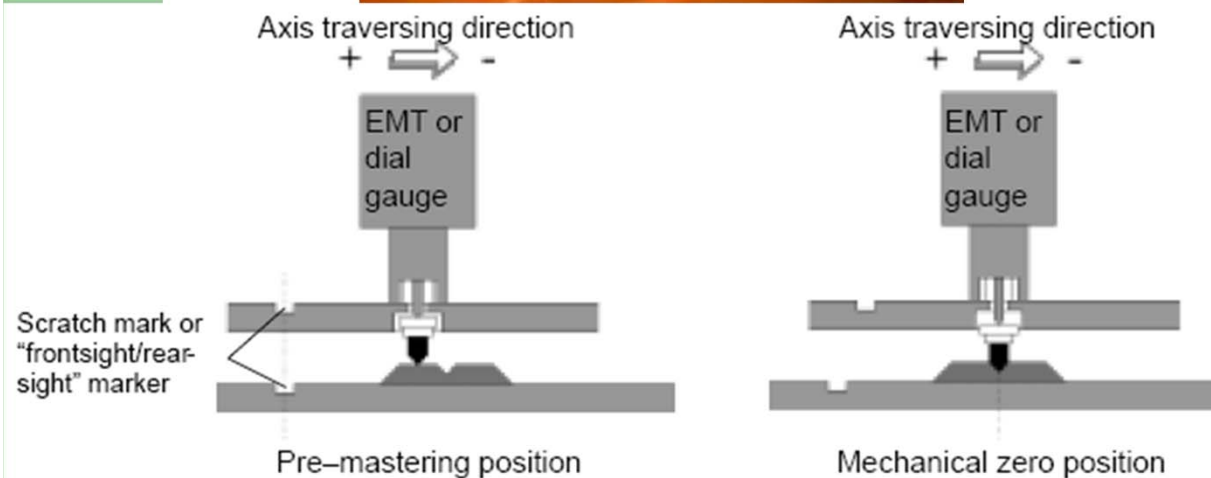 Axis traversing direction
+ -
EMT or
dial
gauge
Scratch mark or
“frontsight/rear-
sight” marker
Pre–mastering position
Axis traversing direction
+ -
EMT or
dial
gauge
Mechanical zero position